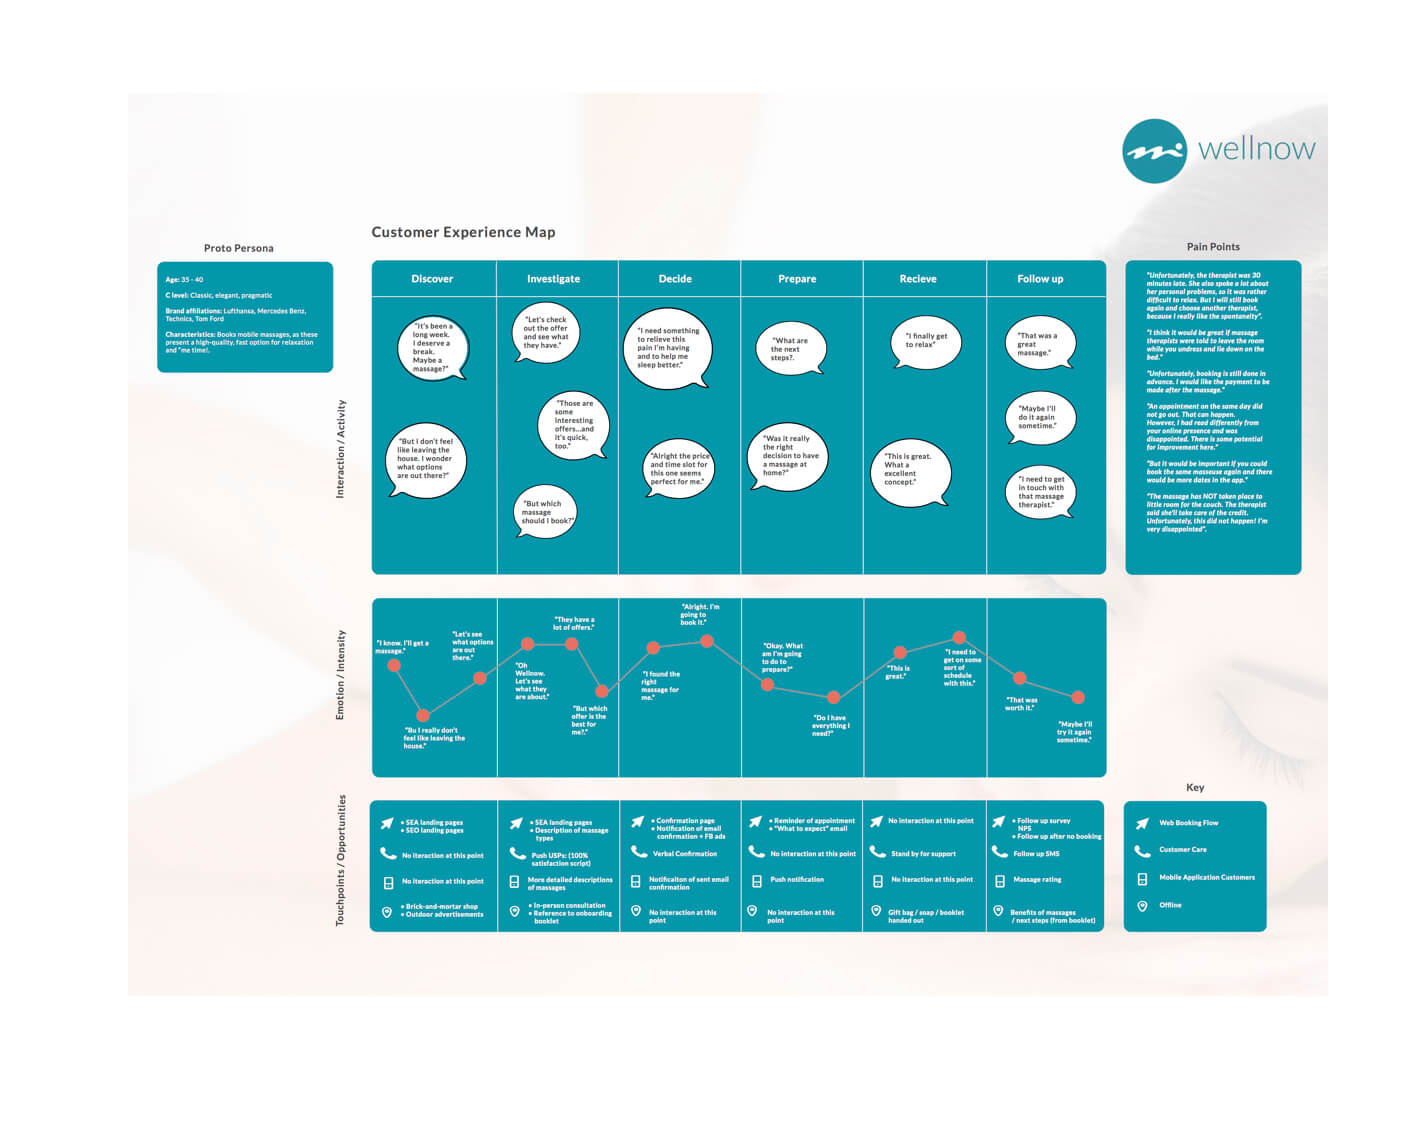 wellnow
Customer Experience Map
Proto Persona
Age: 35 - 40
C level: Classic, elegant, pragmatic
Brand affiliations: Lufthansa, Mercedes Benz,
Technics, Tom Ford
Characteristics: Books mobile massages, as these
present a high-quality, fast option for relaxation
and "me time!.
Interaction / Activity
Discover
"It's been a
long week.
I deserve a
break.
Maybe a
massage?"
"But I don't feel
like leaving the
house. I wonder
what options
are out there?"
Investigate
"Let's check
out the offer
and see what
they have."
"Those are
some
interesting
offers...and
it's quick,
too."
"But which
massage
should I book?"
Decide
"I need something
to relieve this
pain I'm having
and to help me
sleep better."
"Alright the price
and time slot for
this one seems
perfect for me."
Prepare
"What are
the next
steps?.
"Was it really
the right
decision to have
a massage at
home?"
Recieve
"I finally get
to relax"
"This is great.
What a
excellent
concept."
Follow up
"That was a
great
massage."
"Maybe I'll
do it again
sometime."
"I need to get
in touch with
that massage
therapist."
Pain Points
"Unfortunately, the therapist was 30
minutes late. She also spoke a lot about
her personal problems, so it was rather
difficult to relax. But I will still book
again and choose another therapist,
because I really like the spontaneity".
"I think it would be great if massage
therapists were told to leave the room
while you undress and lie down on the
bed."
"Unfortunately, booking is still done in
advance. I would like the payment to be
made after the massage."
"An appointment on the same day did
not go out. That can happen.
However, I had read differently from
your online presence and was
disappointed. There is some potential
for improvement here."
"But it would be important if you could
book the same masseuse again and there
would be more dates in the app."
"The massage has NOT taken place to
little room for the couch. The therapist
said she'll take care of the credit.
Unfortunately, this did not happen! I'm
very disappointed".
Emotion / Intensity
"I know. I'll get a
massage."
"Bu I really don't
feel like leaving the
house."
"Let's see
what options
are out
there."
"Oh
Wellnow.
Let's see
what they
are about."
"They have a
lot of offers."
"But which
offer is the
best for
me?."
"I found the
right
massage for
me."
"Alright. I'm
going to
book it."
"Okay. What
am I'm going
to do to
prepare?"
"Do I have
everything I
need?"
"This is
great."
"I need to
get on some
sort of
schedule
with this."
"That was
worth it."
"Maybe I'll
try it again
sometime."
Touchpoints / Opportunities
• SEA landing pages
• SEO landing pages
No iteraction at this point
No iteraction at this point
• Brick-and-mortar shop
• Outdoor advertisements
• SEA landing pages
• Description of massage
types
Push USPs: (100%
satisfaction script)
More detailed descriptions
of massages
• In-person consultation
• Reference to onboarding
booklet
• Confirmation page
• Notification of email
confirmation + FB ads
Verbal Confirmation
Notificaiton of sent email
confirmation
No interaction at this
point
• Reminder of appointment
• "What to expect" email
No interaction at this point
Push notification
No interaction at this
point
No interaction at this point
Stand by for support
No iteraction at this point
Gift bag / soap / booklet
handed out
• Follow up survey
NPS
• Follow up after no booking
Follow up SMS
Massage rating
Benefits of massages
/ next steps (from booklet)
Key
Web Booking Flow
Customer Care
Mobile Application Customers
Offline